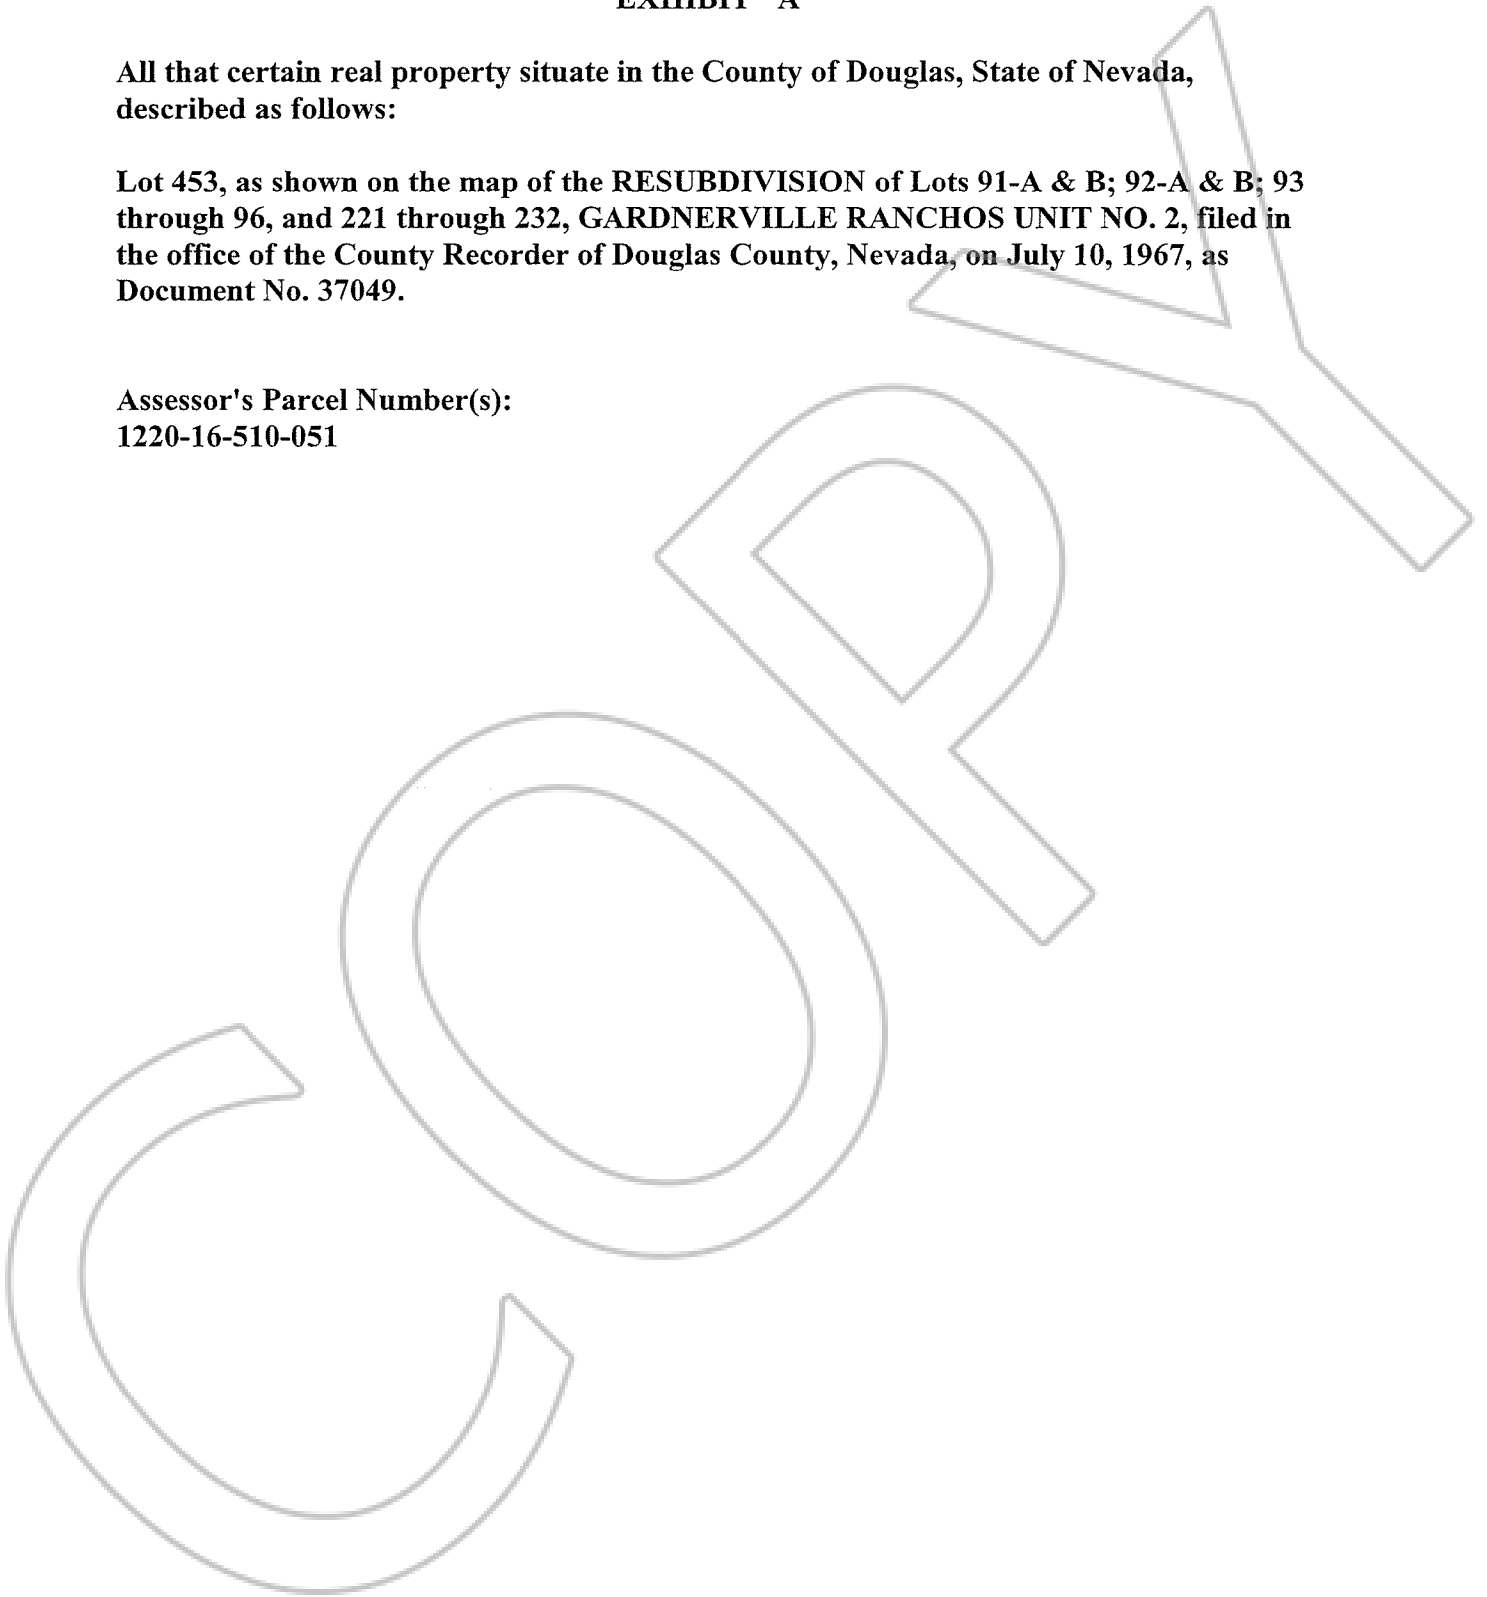 EXHIBIT A
All that certain real property situate in the County of Douglas, State of Nevada,
described as follows:
Lot 453, as shown on the map of the RESUBDIVISION of Lots 91-A & B; 92-A & B; 93
through 96, and 221 through 232, GARDNERVILLE RANCHOS UNIT NO. 2, filed in
the office of the County Recorder of Douglas County, Nevada, on July 10, 1967, as
Document No. 37049.
Assessor's Parcel Number(s):
1220-16-510-051
COPY